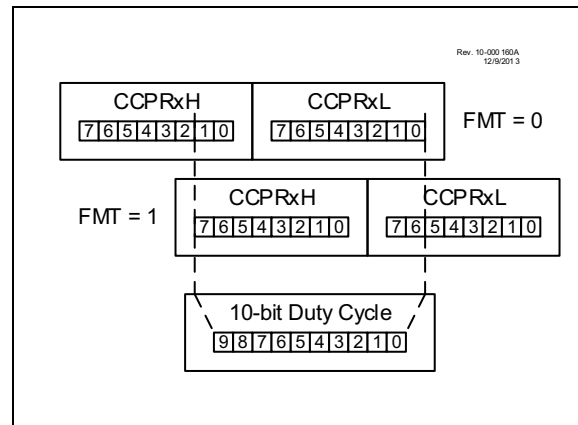 Rev. 10-000 160A
12/9/201 3
CCPRxH CCPRxL
7 6 5 4 3 2 1 0 7 6 5 4 3 2 1 0 FMT = 0
CCPRxH CCPRxL
FMT = 1 7 6 5 4 3 2 1 0 7 6 5 4 3 2 1 0
10-bit Duty Cycle
9 8 7 6 5 4 3 2 1 0